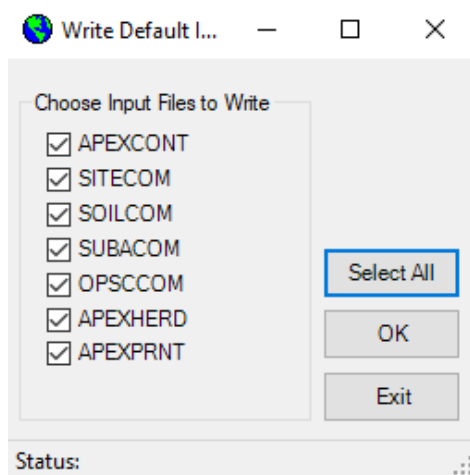 Write Default I...
Choose Input Files to Write
APEXCONT
SITECOM
SOILCOM
SUBACOM
OPSCCOM
APEXHERD
APEXPRNT
Select All
OK
Exit
Status: